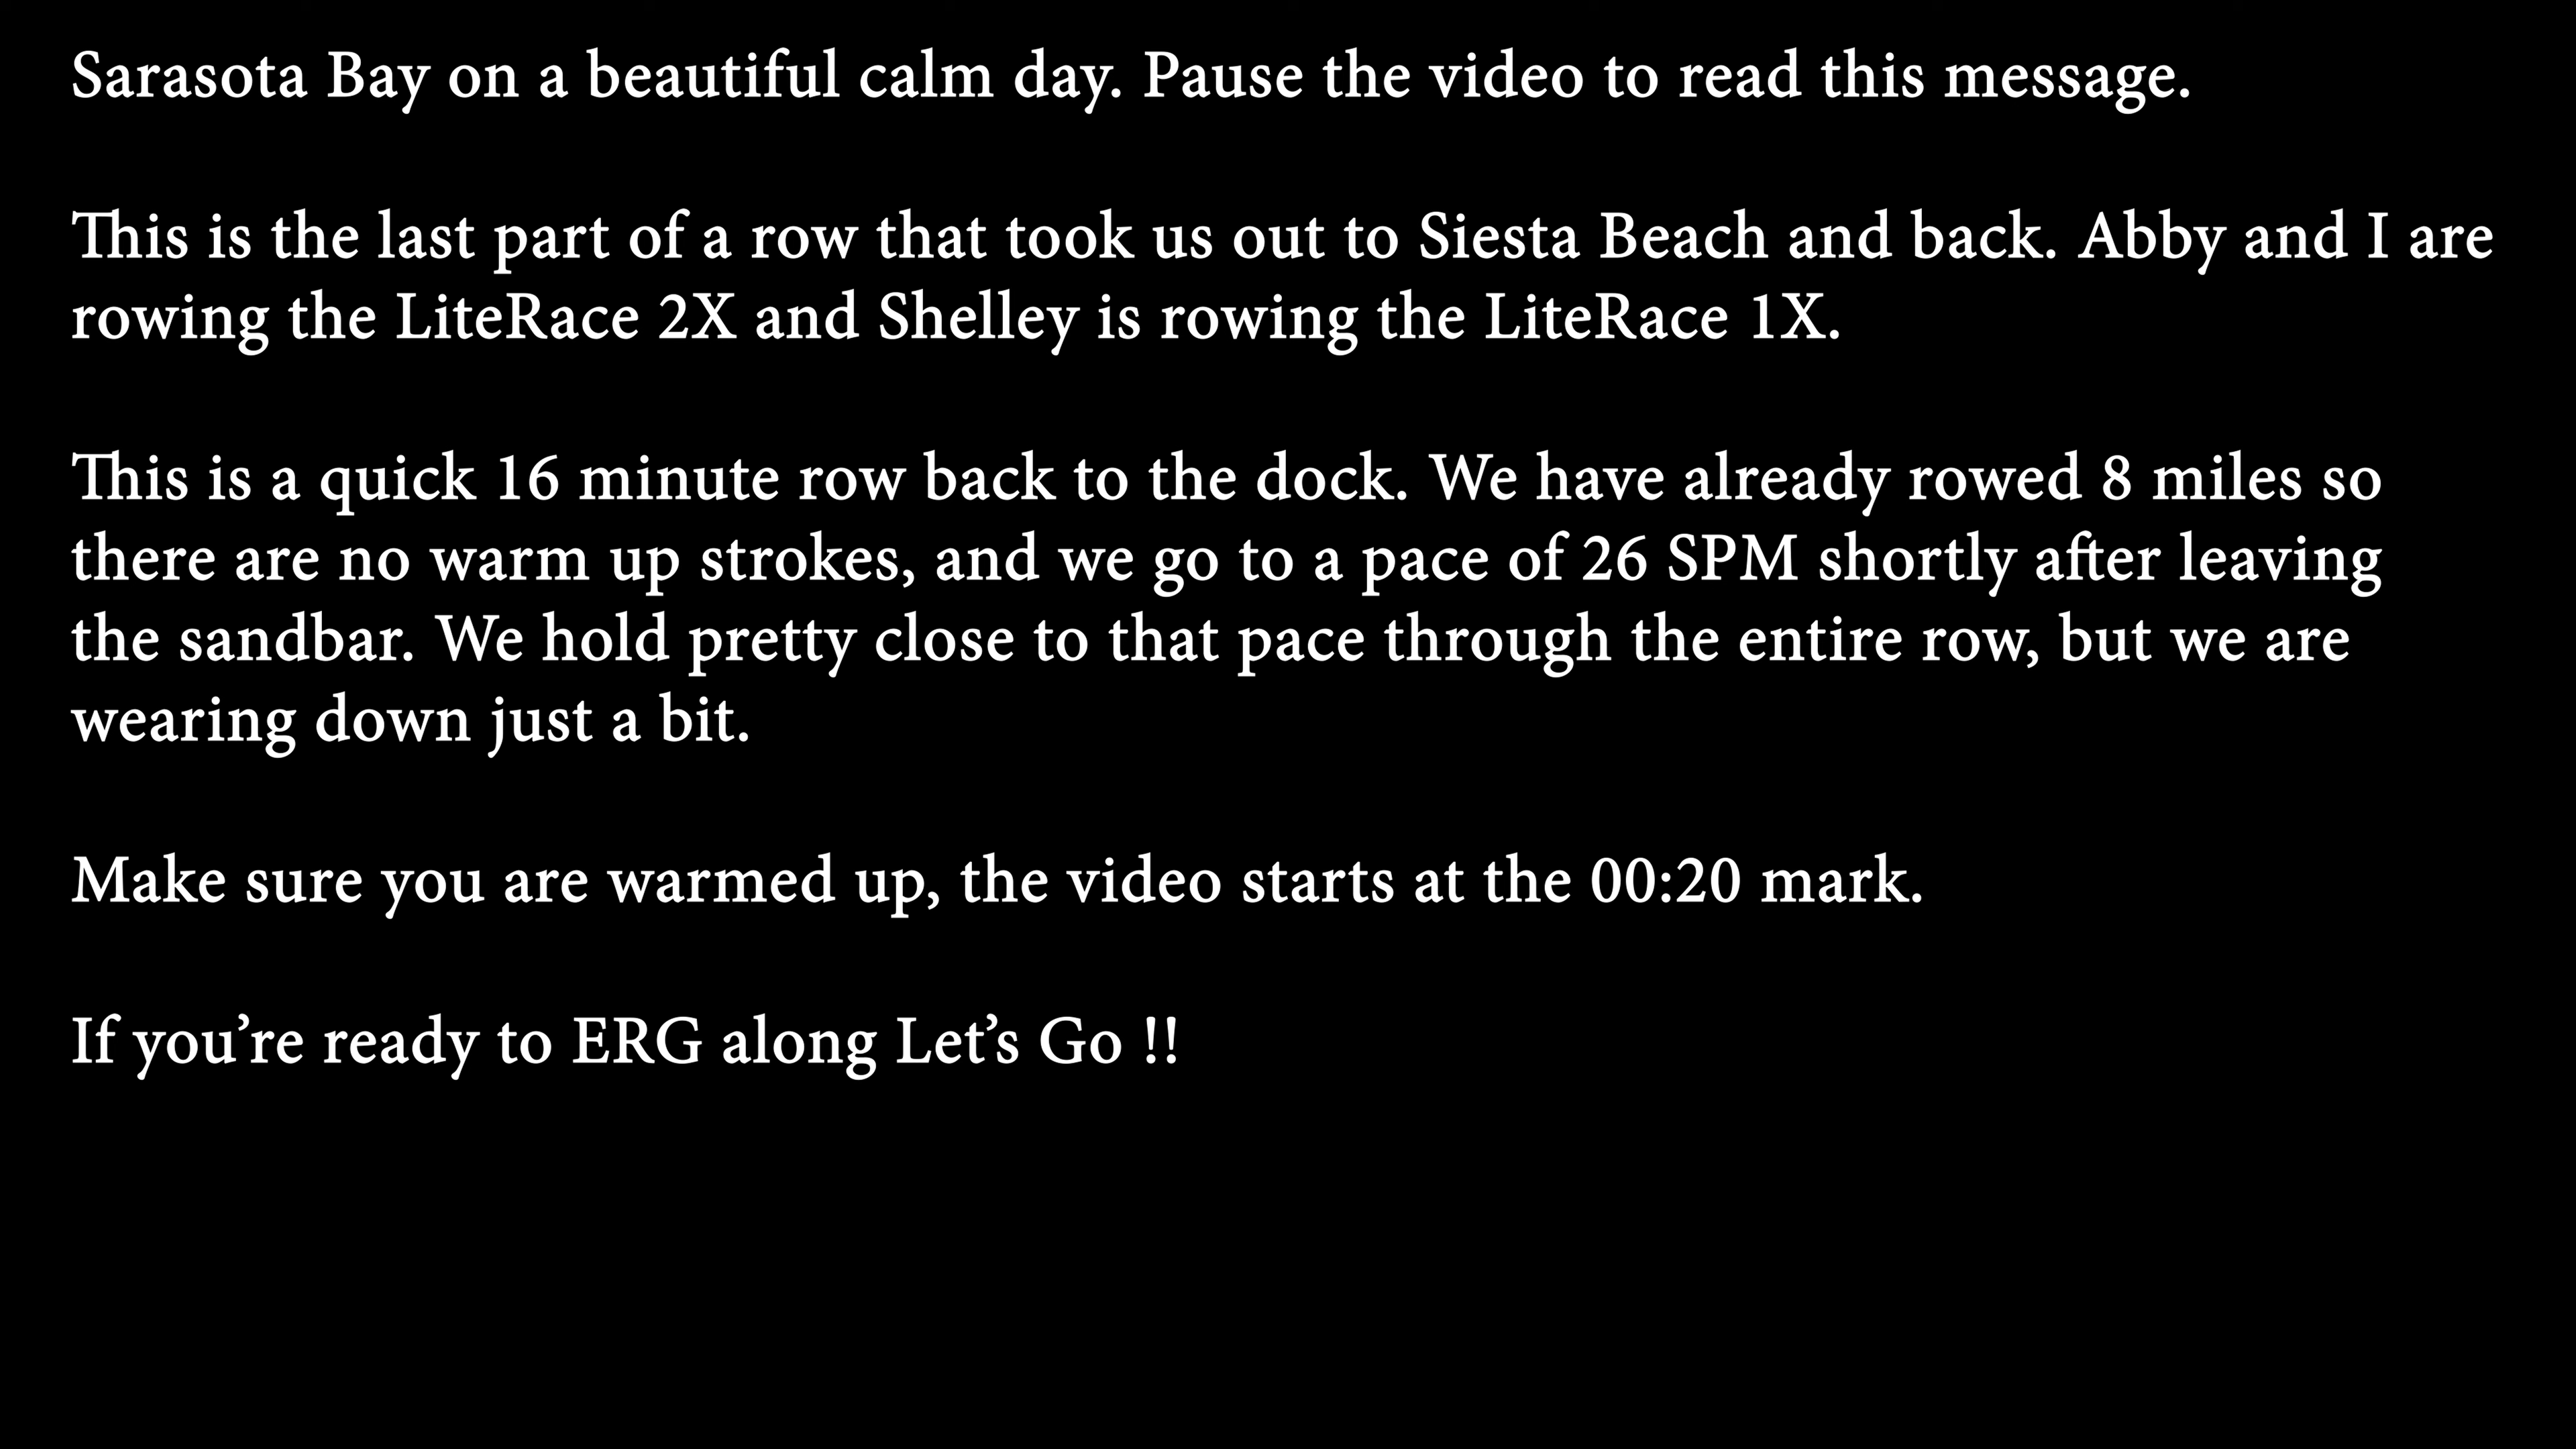 Sarasota Bay on a beautiful calm day. Pause the video to read this message.
This is the last part of a row that took us out to Siesta Beach and back. Abby and I are
rowing the LiteRace 2X and Shelley is rowing the LiteRace 1X.
This is a quick 16 minute row back to the dock. We have already rowed 8 miles so
there are no warm up strokes, and we go to a pace of 26 SPM shortly after leaving
the sandbar. We hold pretty close to that pace through the entire row, but we are
wearing down just a bit.
Make sure you are warmed up, the video starts at the 00:20 mark.
If you’re ready to ERG along Let’s Go !!